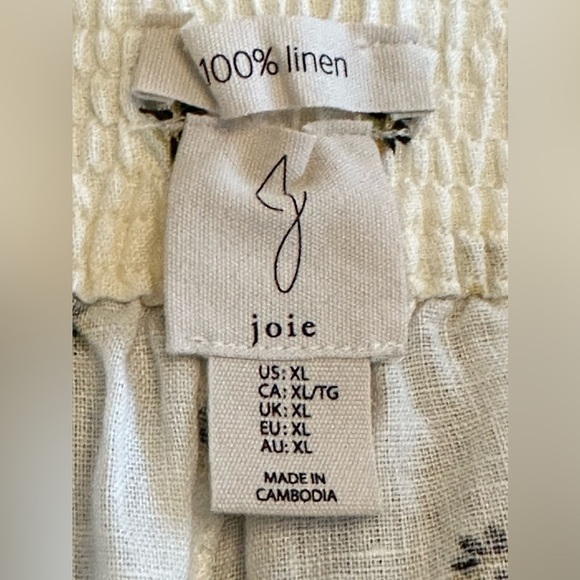 100% linen
joie
US: XL
CA: XL/TG
UK: XL
EU: XL
AU: XL
MADE IN
CAMBODIA